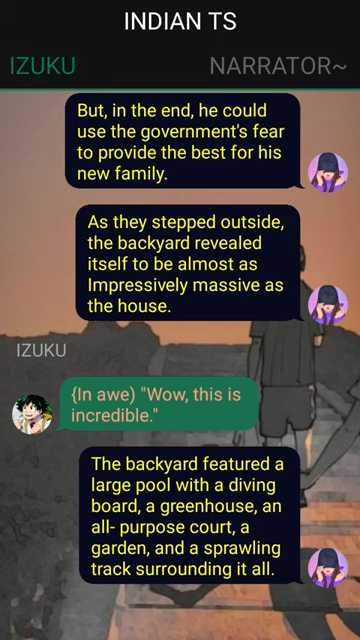 INDIAN TS
IZUKU
NARRATOR~
But, in the end, he could
use the government's fear
to provide the best for his
new family.
As they stepped outside,
the backyard revealed
itself to be almost as
Impressively massive as
the house.
IZUKU
{In awe) "Wow, this is
incredible."
The backyard featured a
large pool with a diving
board, a greenhouse, an
all- purpose court, a
garden, and a sprawling
track surrounding it all.